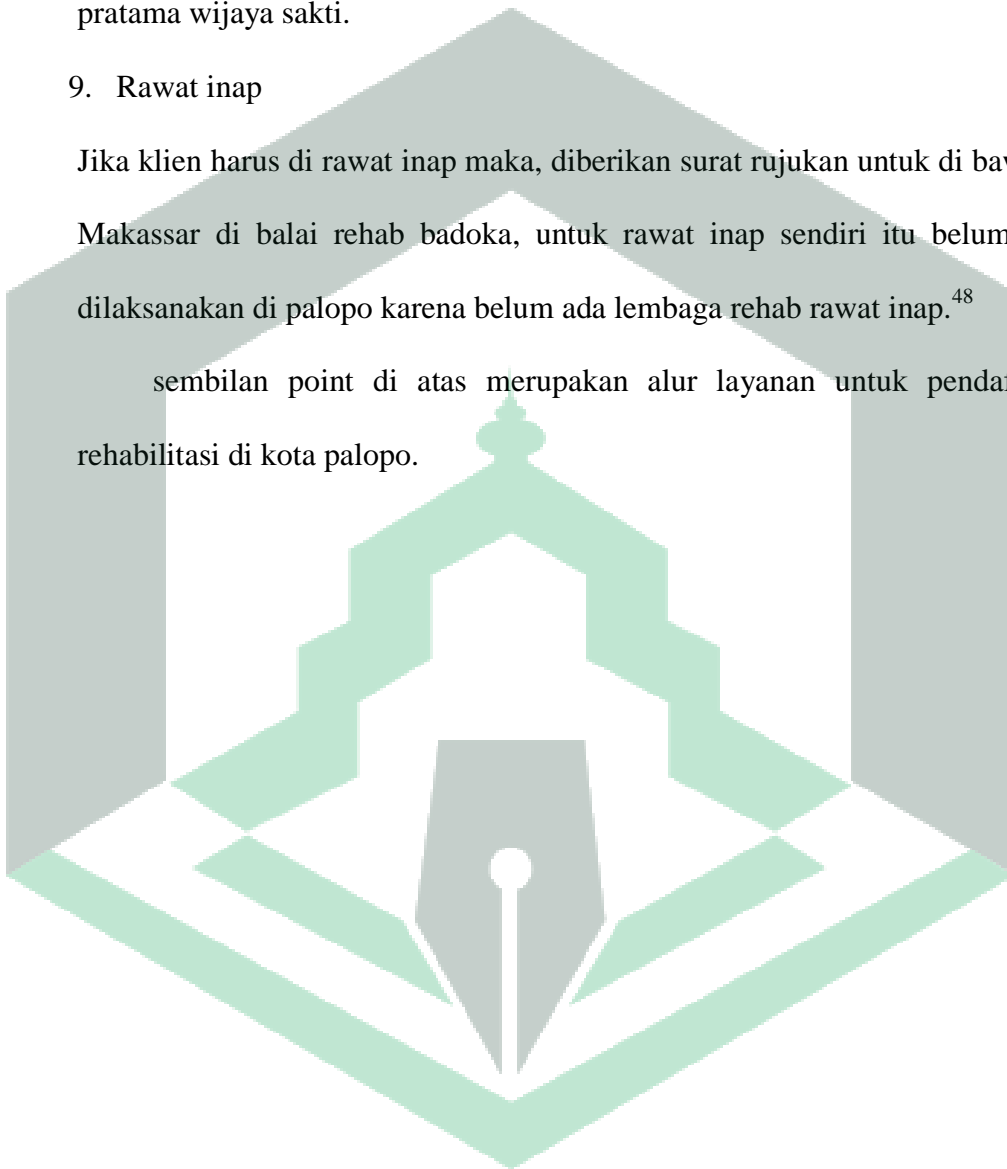 pratama wijaya sakti.
9. Rawat inap
Jika klien harus di rawat inap maka, diberikan surat rujukan untuk di
Makassar di balai rehab badoka, untuk rawat inap sendiri itu belum
dilaksanakan di palopo karena belum ada lembaga rehab rawat inap.48
sembilan point di atas merupakan alur layanan untuk
rehabilitasi di kota palopo.